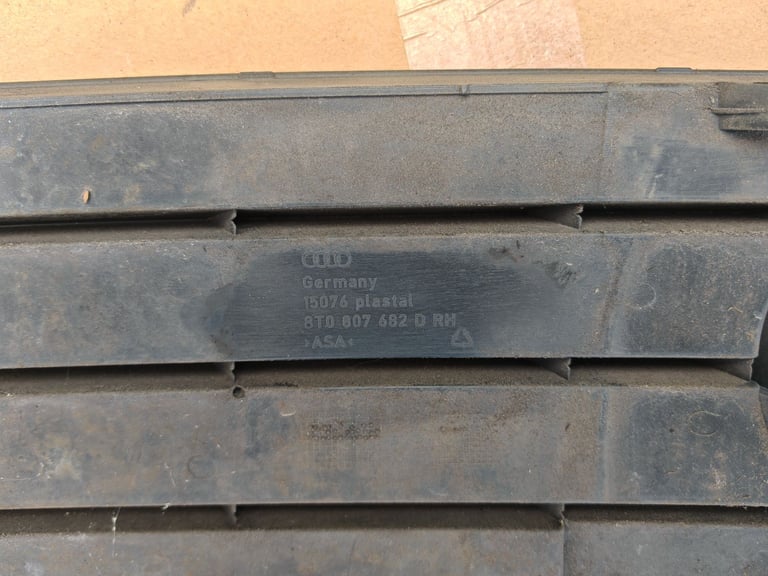 Germany
15076 plastal
8T0 807 682 D RH
>ASA<